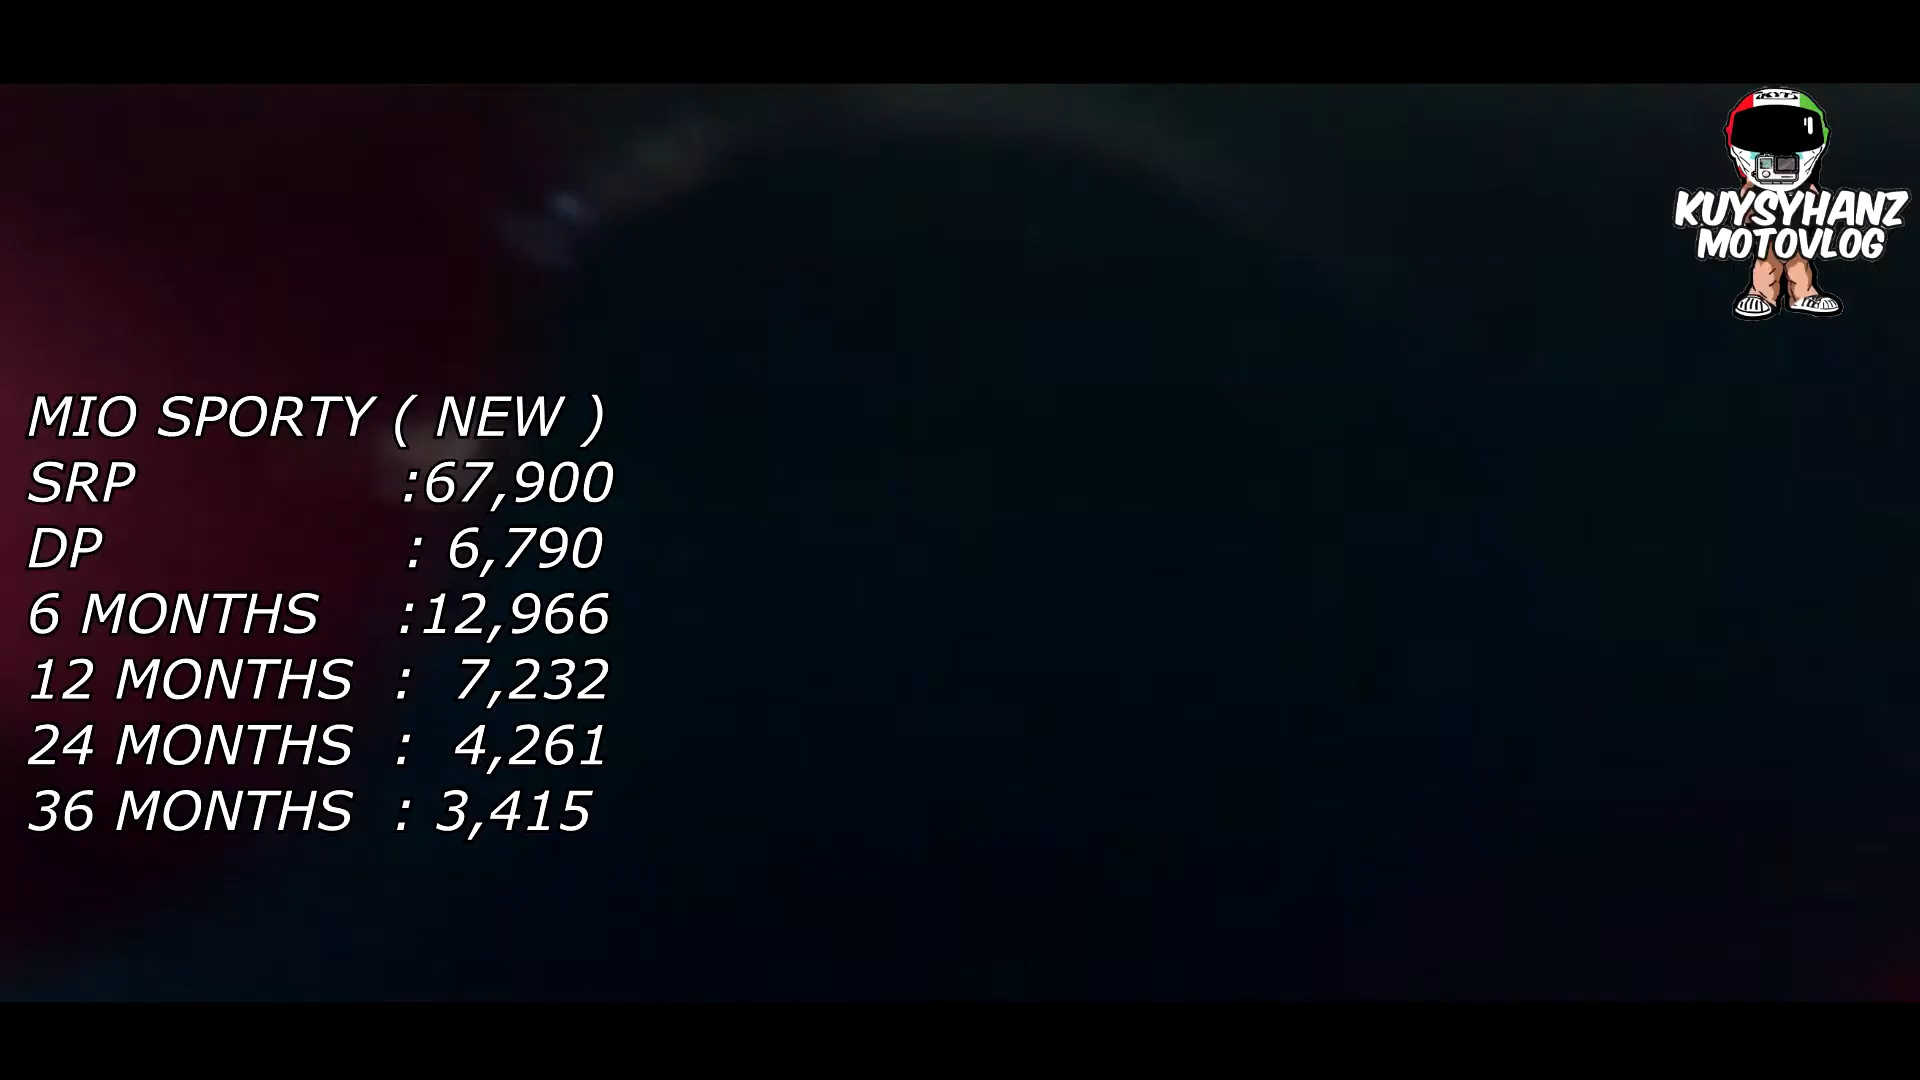 KUYSYHANZ
MOTOVLOG
MIO SPORTY ( NEW )
SRP :67,900
DP : 6,790
6 MONTHS :12,966
12 MONTHS : 7,232
24 MONTHS : 4,261
36 MONTHS : 3,415